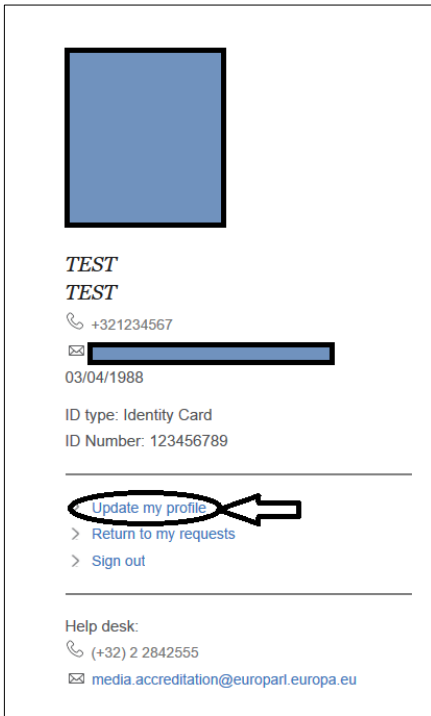 TEST
TEST
+321234567
03/04/1988
ID type: Identity Card
ID Number: 123456789
Update my profile
Return to my requests
Sign out
Help desk:
(+32) 2 2842555
media.accreditation@europarl.europa.eu